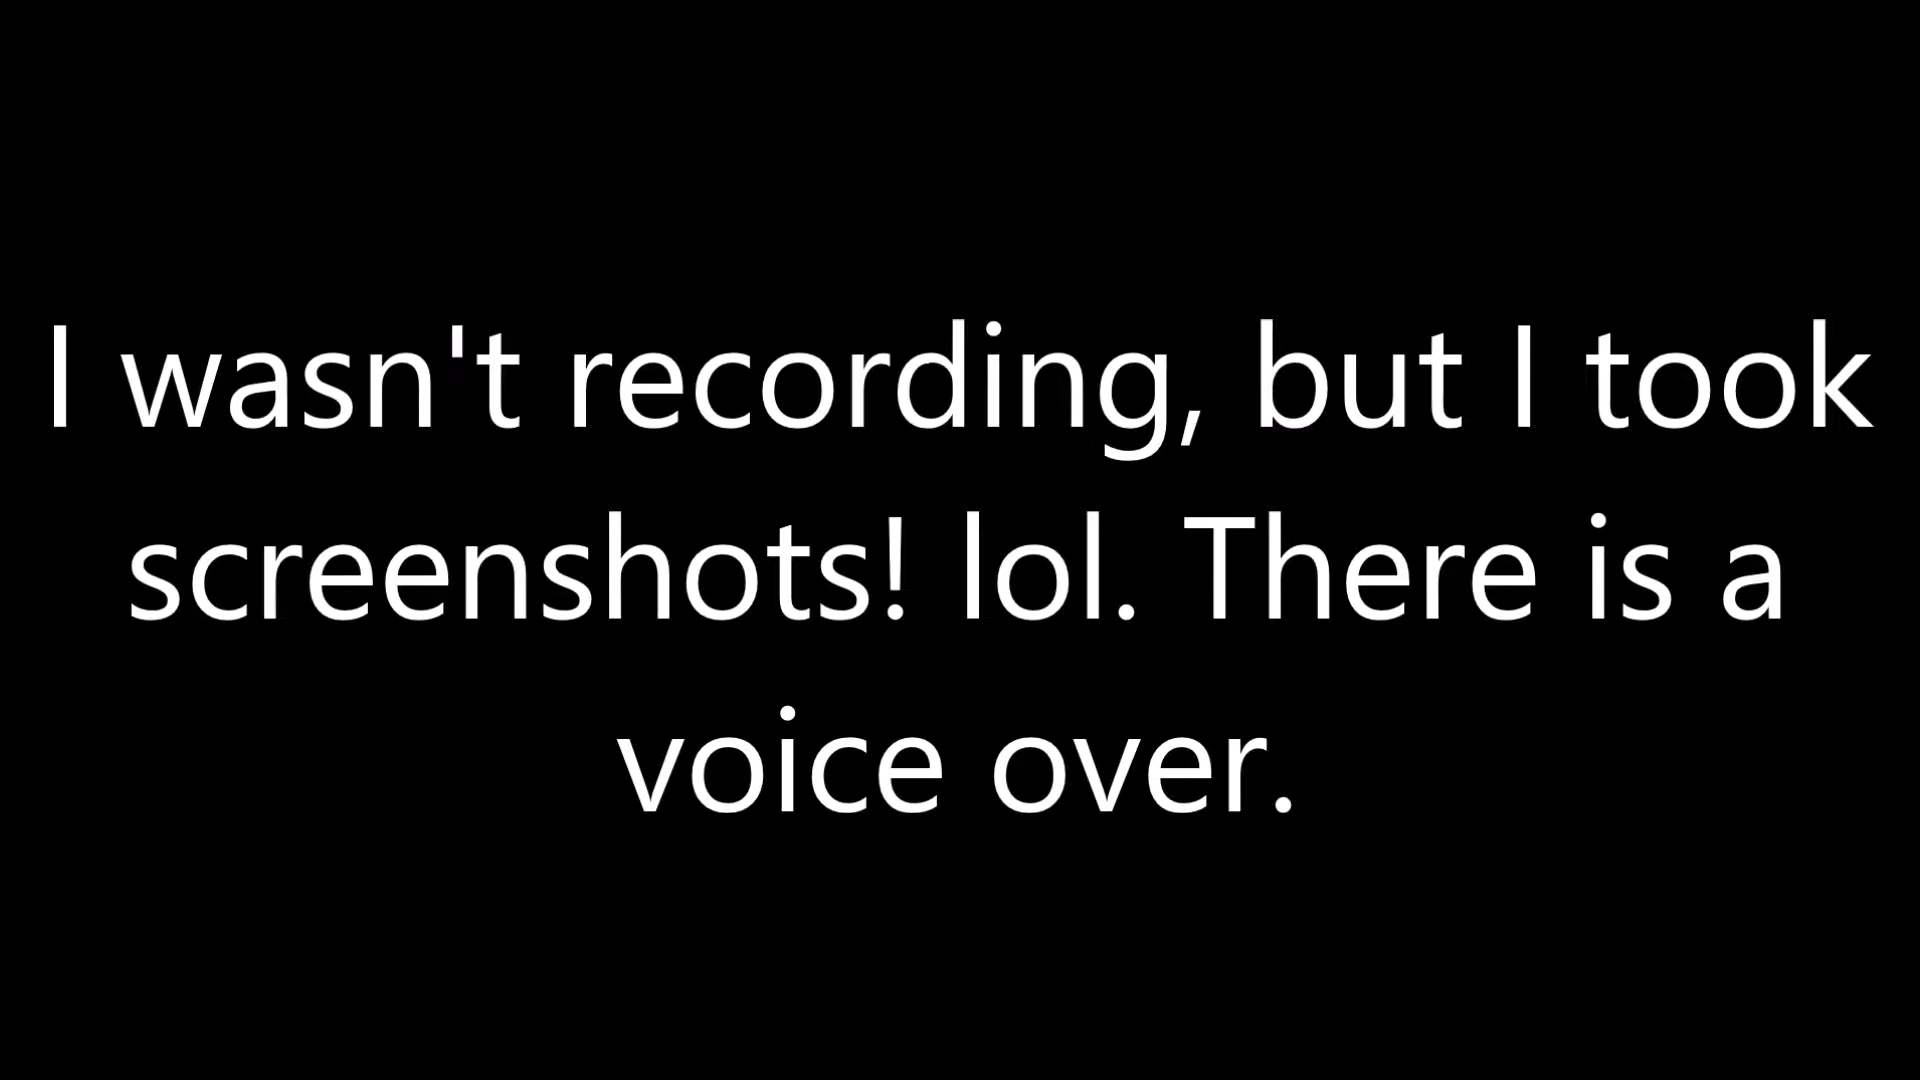 I wasn't recording, but I took
screenshots! lol. There is a
voice over.